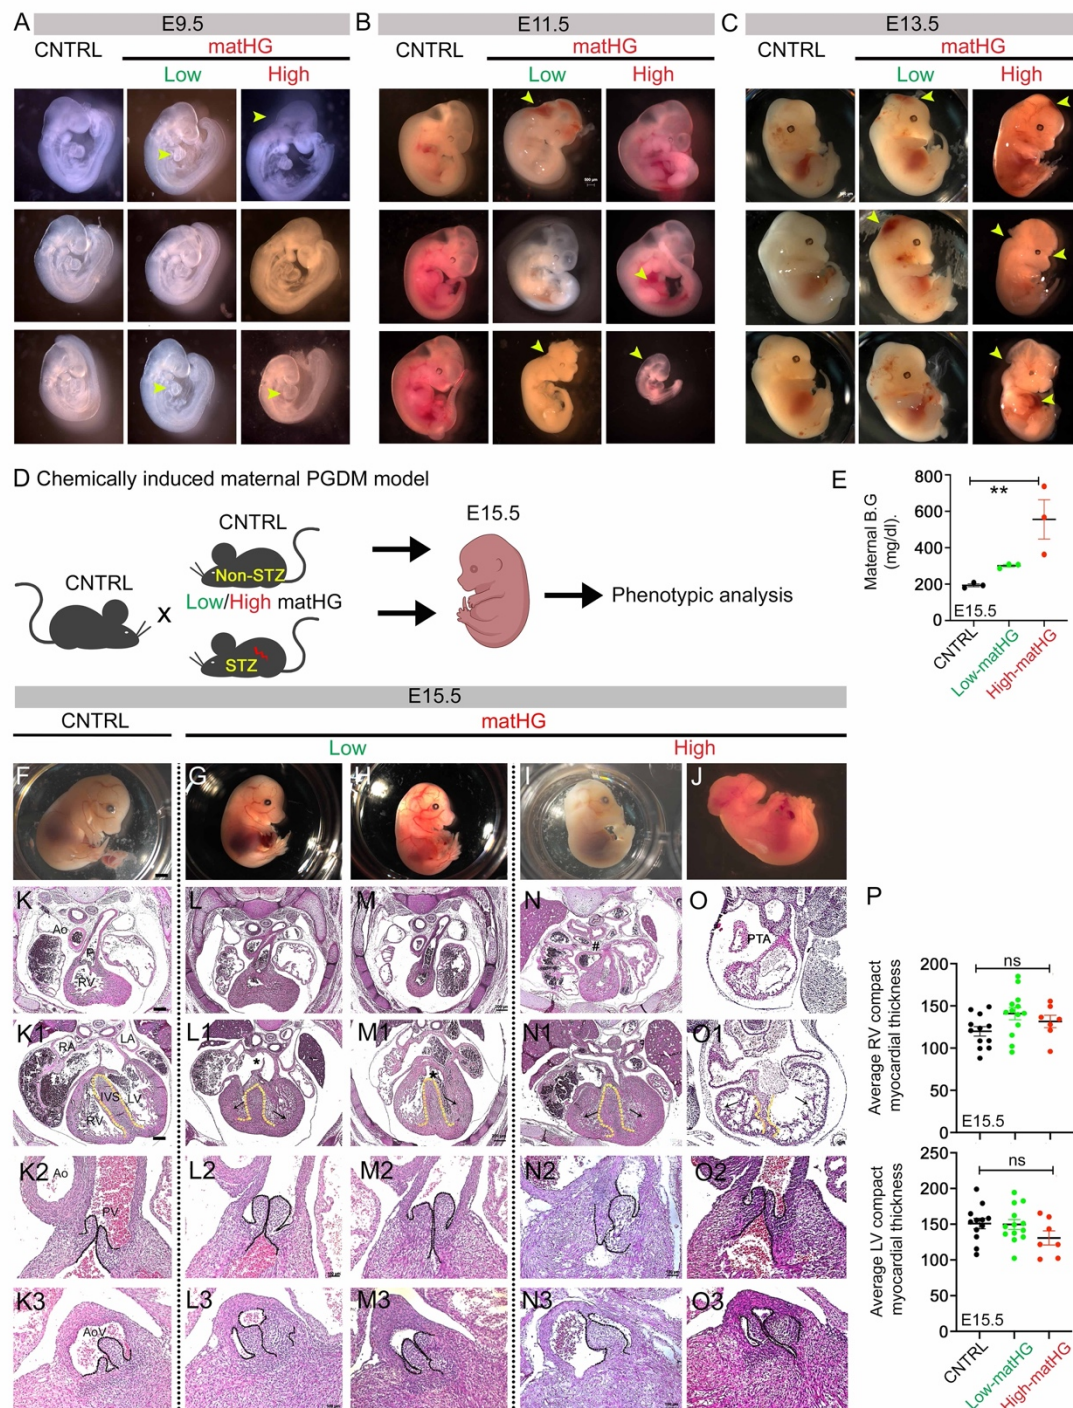 A E9.5
CNTRL matHG
Low High
B E11.5
CNTRL matHG
Low High
500 µm
C E13.5
CNTRL matHG
Low High
D Chemically induced maternal PGDM model
CNTRL
x
CNTRL
Non-STZ
Low/High matHG
STZ
E15.5
Phenotypic analysis
E
Maternal B.G
(mg/dl).
800
600
400
200
0
**
E15.5
CNTRL
Low-matHG
High-matHG
E15.5
CNTRL matHG
Low High
F G H I J
K Ao P RV
L
M
N #
O PTA
K1 RA LA IVS LV RV
L1 *
M1 *
N1
O1
K2 Ao PV
L2
M2
N2
O2
K3 AoV
L3
M3
N3
O3
P
Average RV compact
myocardial thickness
200
150
100
50
0
ns
E15.5
Average LV compact
myocardial thickness
250
200
150
100
50
0
ns
E15.5
CNTRL
Low-matHG
High-matHG